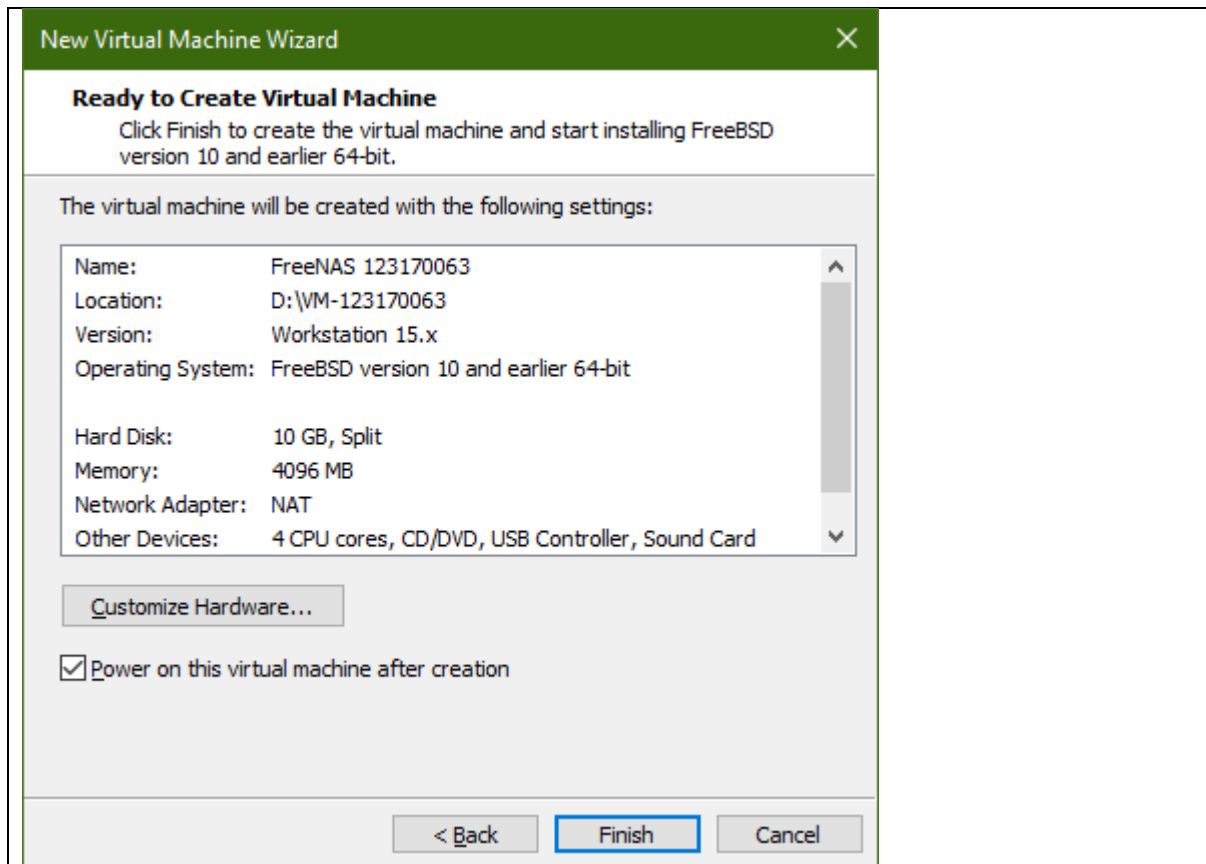 New Virtual Machine Wizard
Ready to Create Virtual Machine
Click Finish to create the virtual machine and start installing FreeBSD
version 10 and earlier 64-bit.
The virtual machine will be created with the following settings:
Name: FreeNAS 123170063
Location: D:\VM-123170063
Version: Workstation 15.x
Operating System: FreeBSD version 10 and earlier 64-bit
Hard Disk: 10 GB, Split
Memory: 4096 MB
Network Adapter: NAT
Other Devices: 4 CPU cores, CD/DVD, USB Controller, Sound Card
Customize Hardware...
Power on this virtual machine after creation
< Back Finish Cancel